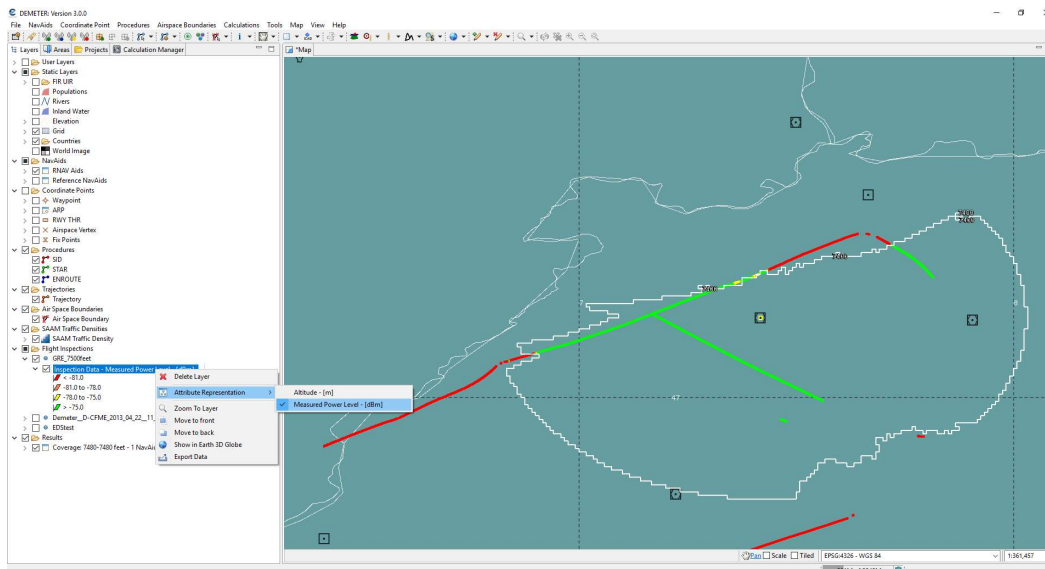 DEMETER: Version 3.0.0
File NavAids Coordinate Point Procedures Airspace Boundaries Calculations Tools Map View Help
Layers Areas Projects Calculation Manager
*Map
User Layers
Static Layers
FIR UIR
Populations
Rivers
Inland Water
Elevation
Grid
Countries
World Image
NavAids
RNAV Aids
Reference NavAids
Coordinate Points
Waypoint
ARP
RWY THR
Airspace Vertex
Fix Points
Procedures
SID
STAR
ENROUTE
Trajectories
Trajectory
Air Space Boundaries
Air Space Boundary
SAAM Traffic Densities
SAAM Traffic Density
Flight Inspections
GRE_7500feet
Inspection Data - Measured Power Level - [dBm]
< -81.0
-81.0 to -78.0
-78.0 to -75.0
> -75.0
Demeter__D-CFME_2013_04_22__11_
EDStest
Results
Coverage: 7480-7480 feet - 1 NavAi
Delete Layer
Attribute Representation
Zoom To Layer
Move to front
Move to back
Show in Earth 3D Globe
Export Data
Altitude - [m]
Measured Power Level - [dBm]
7
8
47
Pan Scale Tiled EPSG:4326 - WGS 84 1:361,457